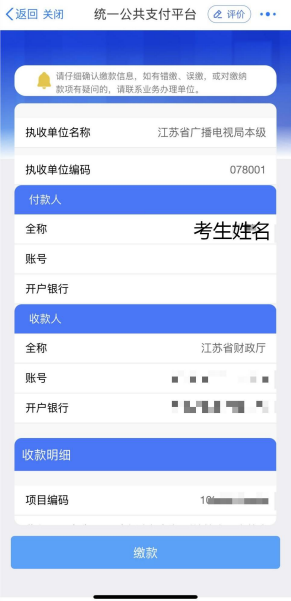 返回 关闭 统一公共支付平台 评价
请仔细确认缴款信息，如有错缴、误缴，或对缴纳
款项有疑问的，请联系业务办理单位。
执收单位名称 江苏省广播电视局本级
执收单位编码 078001
付款人
全称 考生姓名
账号
开户银行
收款人
全称 江苏省财政厅
账号
开户银行
收款明细
项目编码
缴款